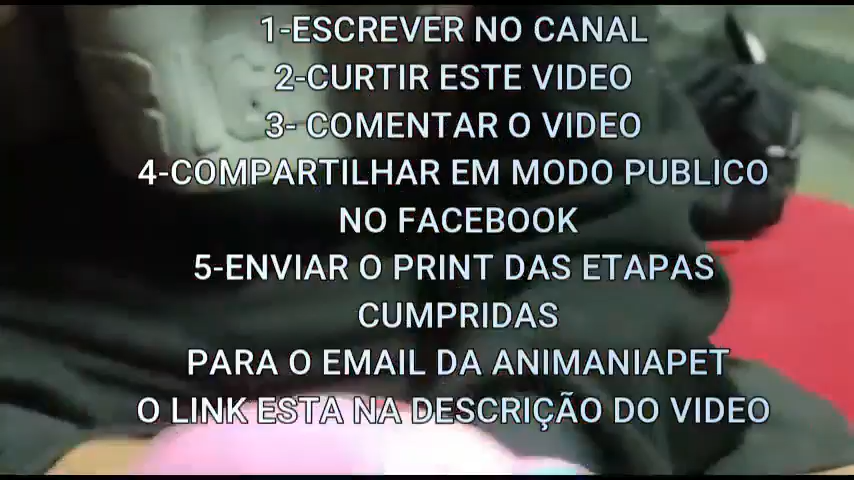 1-ESCREVER NO CANAL
2-CURTIR ESTE VIDEO
3- COMENTAR O VIDEO
4-COMPARTILHAR EM MODO PUBLICO
NO FACEBOOK
5-ENVIAR O PRINT DAS ETAPAS
CUMPRIDAS
PARA O EMAIL DA ANIMANIAPET
O LINK ESTA NA DESCRIÇÃO DO VIDEO